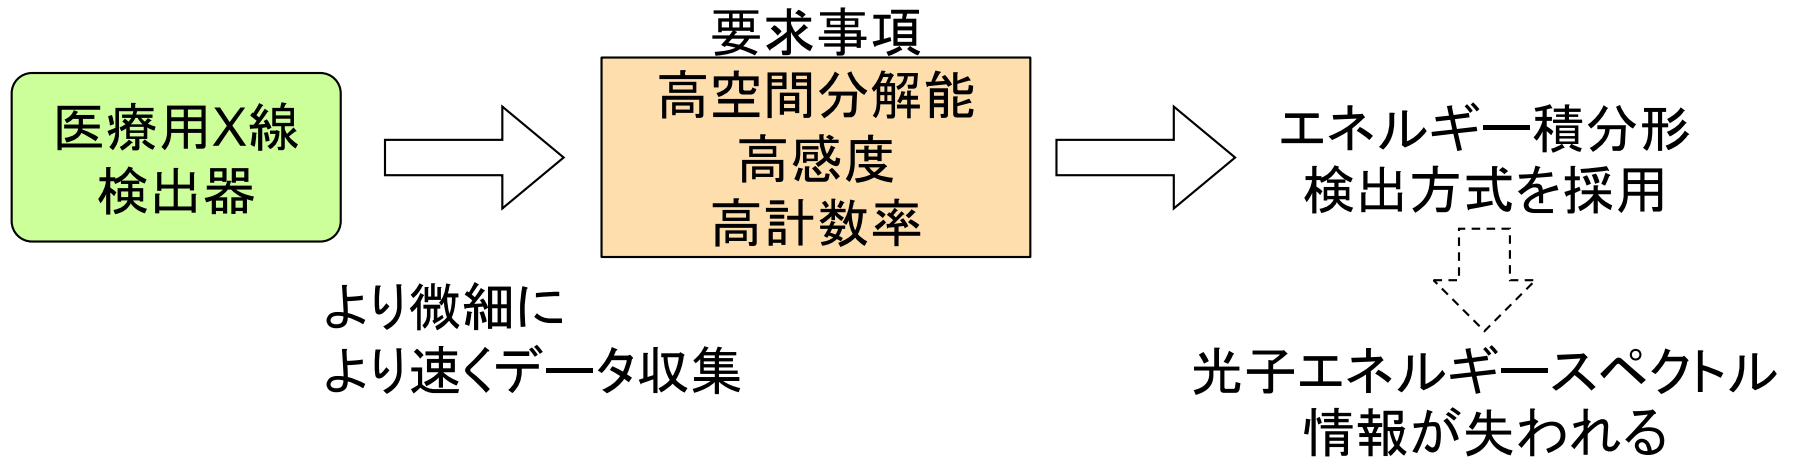 医療用X線
検出器
要求事項
高空間分解能
高感度
高計数率
より微細に
より速くデータ収集
エネルギー積分形
検出方式を採用
光子エネルギースペクトル
情報が失われる